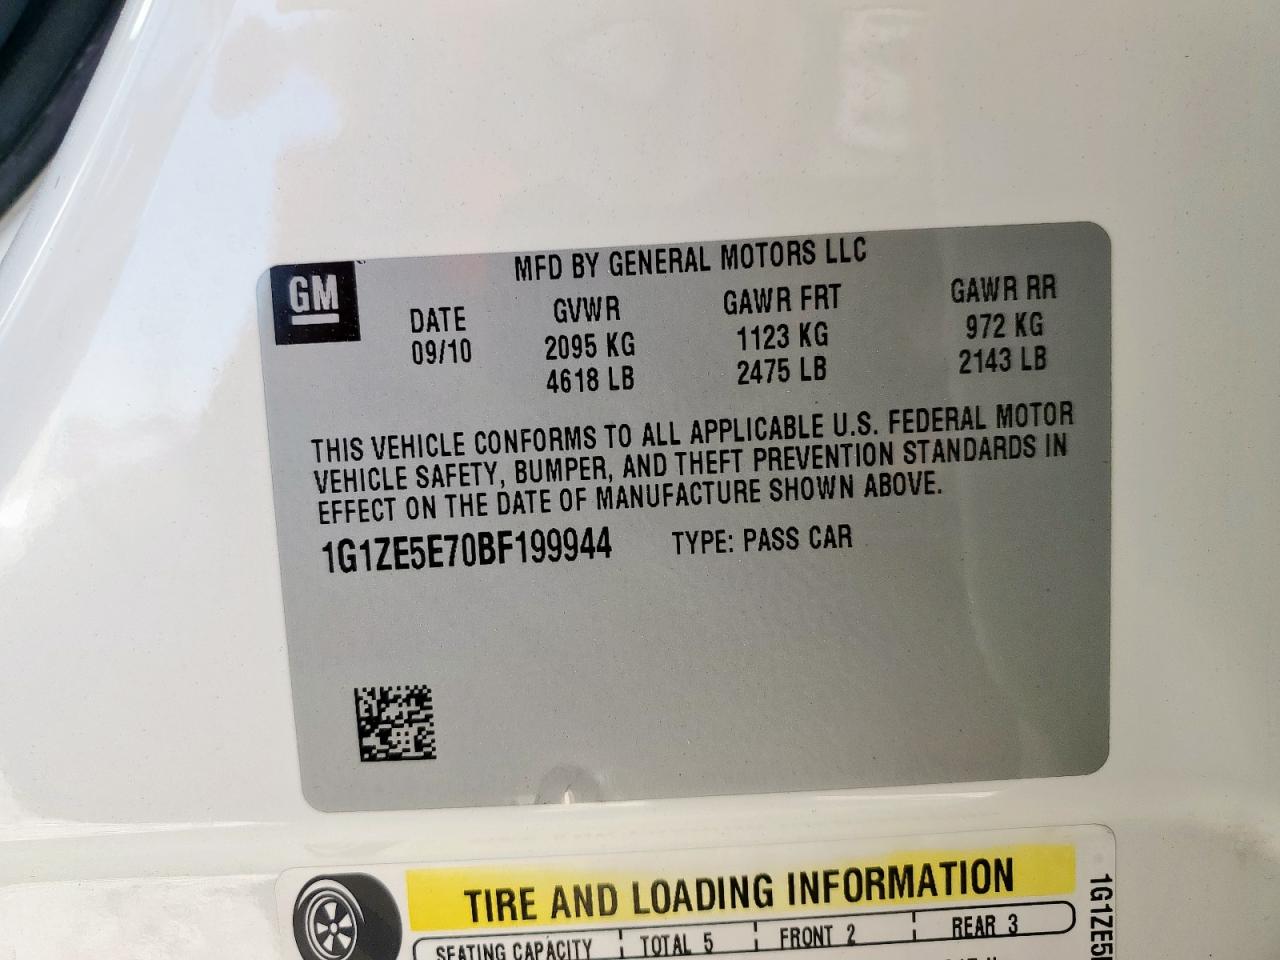 GM
MFD BY GENERAL MOTORS LLC
DATE GVWR GAWR FRT GAWR RR
09/10 2095 KG 1123 KG 972 KG
4618 LB 2475 LB 2143 LB
THIS VEHICLE CONFORMS TO ALL APPLICABLE U.S. FEDERAL MOTOR
VEHICLE SAFETY, BUMPER, AND THEFT PREVENTION STANDARDS IN
EFFECT ON THE DATE OF MANUFACTURE SHOWN ABOVE.
1G1ZE5E70BF199944 TYPE: PASS CAR
TIRE AND LOADING INFORMATION
SEATING CAPACITY TOTAL 5 FRONT 2 REAR 3
1G1ZE5